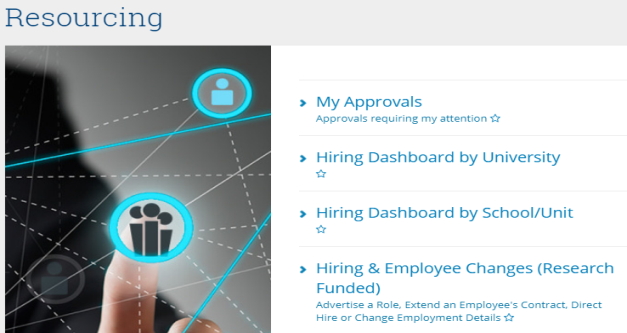 Resourcing
My Approvals
Approvals requiring my attention ☆
Hiring Dashboard by University
☆
Hiring Dashboard by School/Unit
☆
Hiring & Employee Changes (Research
Funded)
Advertise a Role, Extend an Employee's Contract, Direct
Hire or Change Employment Details ☆